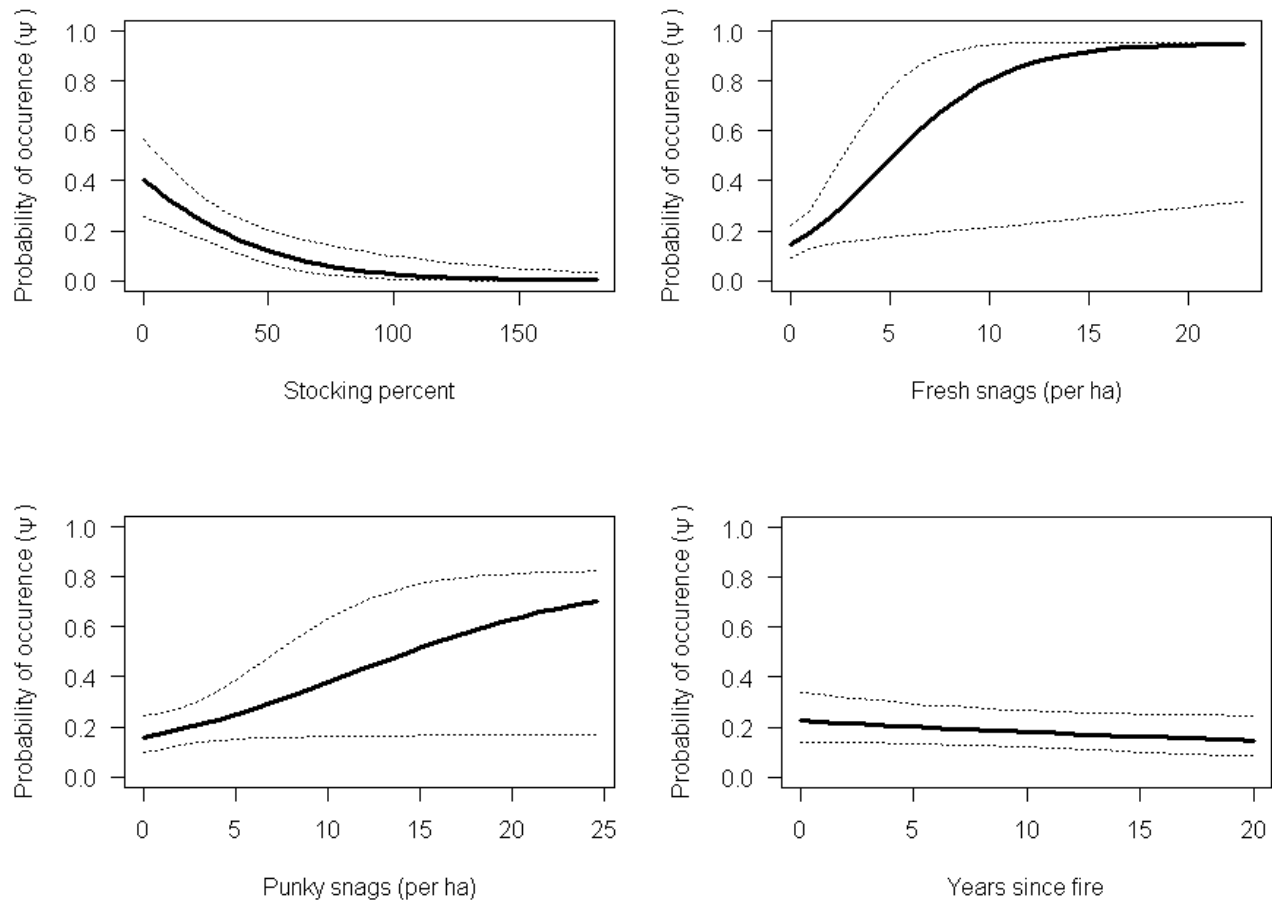 Probability of occurence (ψ)
1.0
0.8
0.6
0.4
0.2
0.0
0 50 100 150
Stocking percent
Probability of occurence (ψ)
1.0
0.8
0.6
0.4
0.2
0.0
0 5 10 15 20
Fresh snags (per ha)
Probability of occurence (ψ)
1.0
0.8
0.6
0.4
0.2
0.0
0 5 10 15 20 25
Punky snags (per ha)
Probability of occurence (ψ)
1.0
0.8
0.6
0.4
0.2
0.0
0 5 10 15 20
Years since fire